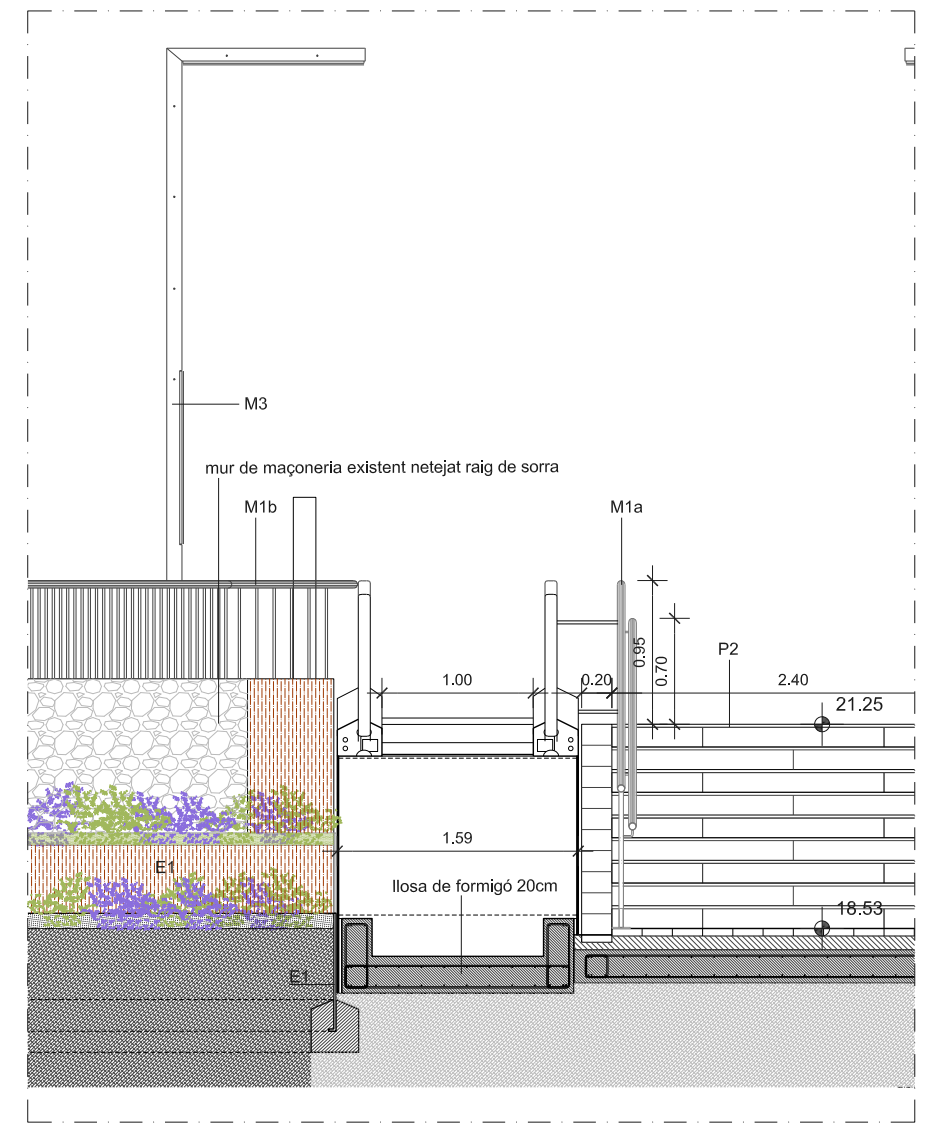 M3
mur de maçoneria existent netejat raig de sorra
M1b
M1a
0.95
0.70
P2
1.00
0.20
2.40
21.25
1.59
E1
llosa de formigó 20cm
18.53
E1